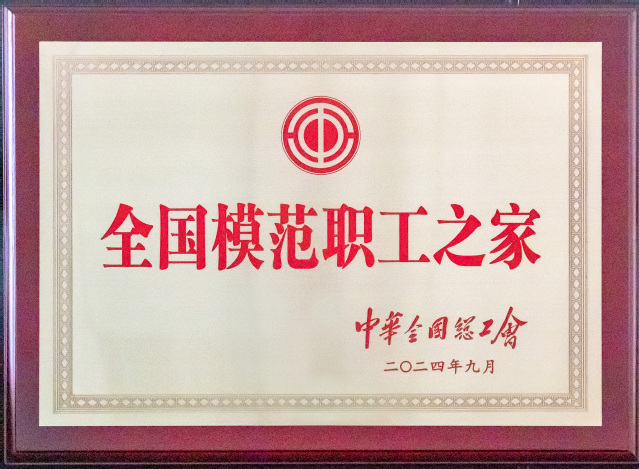 全国模范职工之家
中華全國總工會
二〇二四年九月